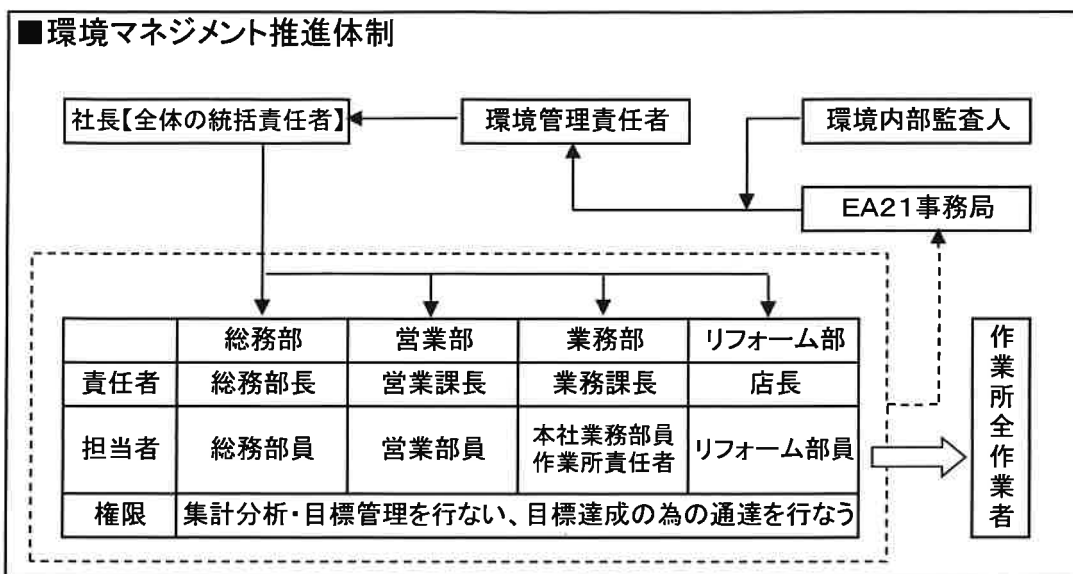 ■環境マネジメント推進体制
社長【全体の統括責任者】
環境管理責任者
環境内部監査人
EA21事務局
総務部 営業部 業務部 リフォーム部
責任者 総務部長 営業課長 業務課長 店長
担当者 総務部員 営業部員 本社業務部員
作業所責任者 リフォーム部員
権限 集計分析・目標管理を行ない、目標達成の為の通達を行なう
作業所全作業者